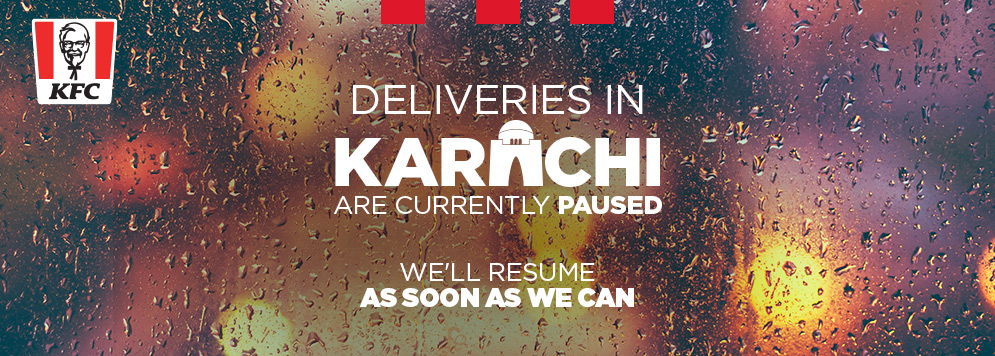 KFC
DELIVERIES IN
KARACHI
ARE CURRENTLY PAUSED
WE'LL RESUME
AS SOON AS WE CAN